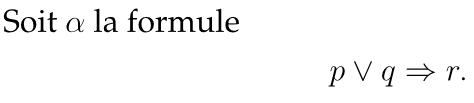 Soit α la formule
p ∨ q ⇒ r.